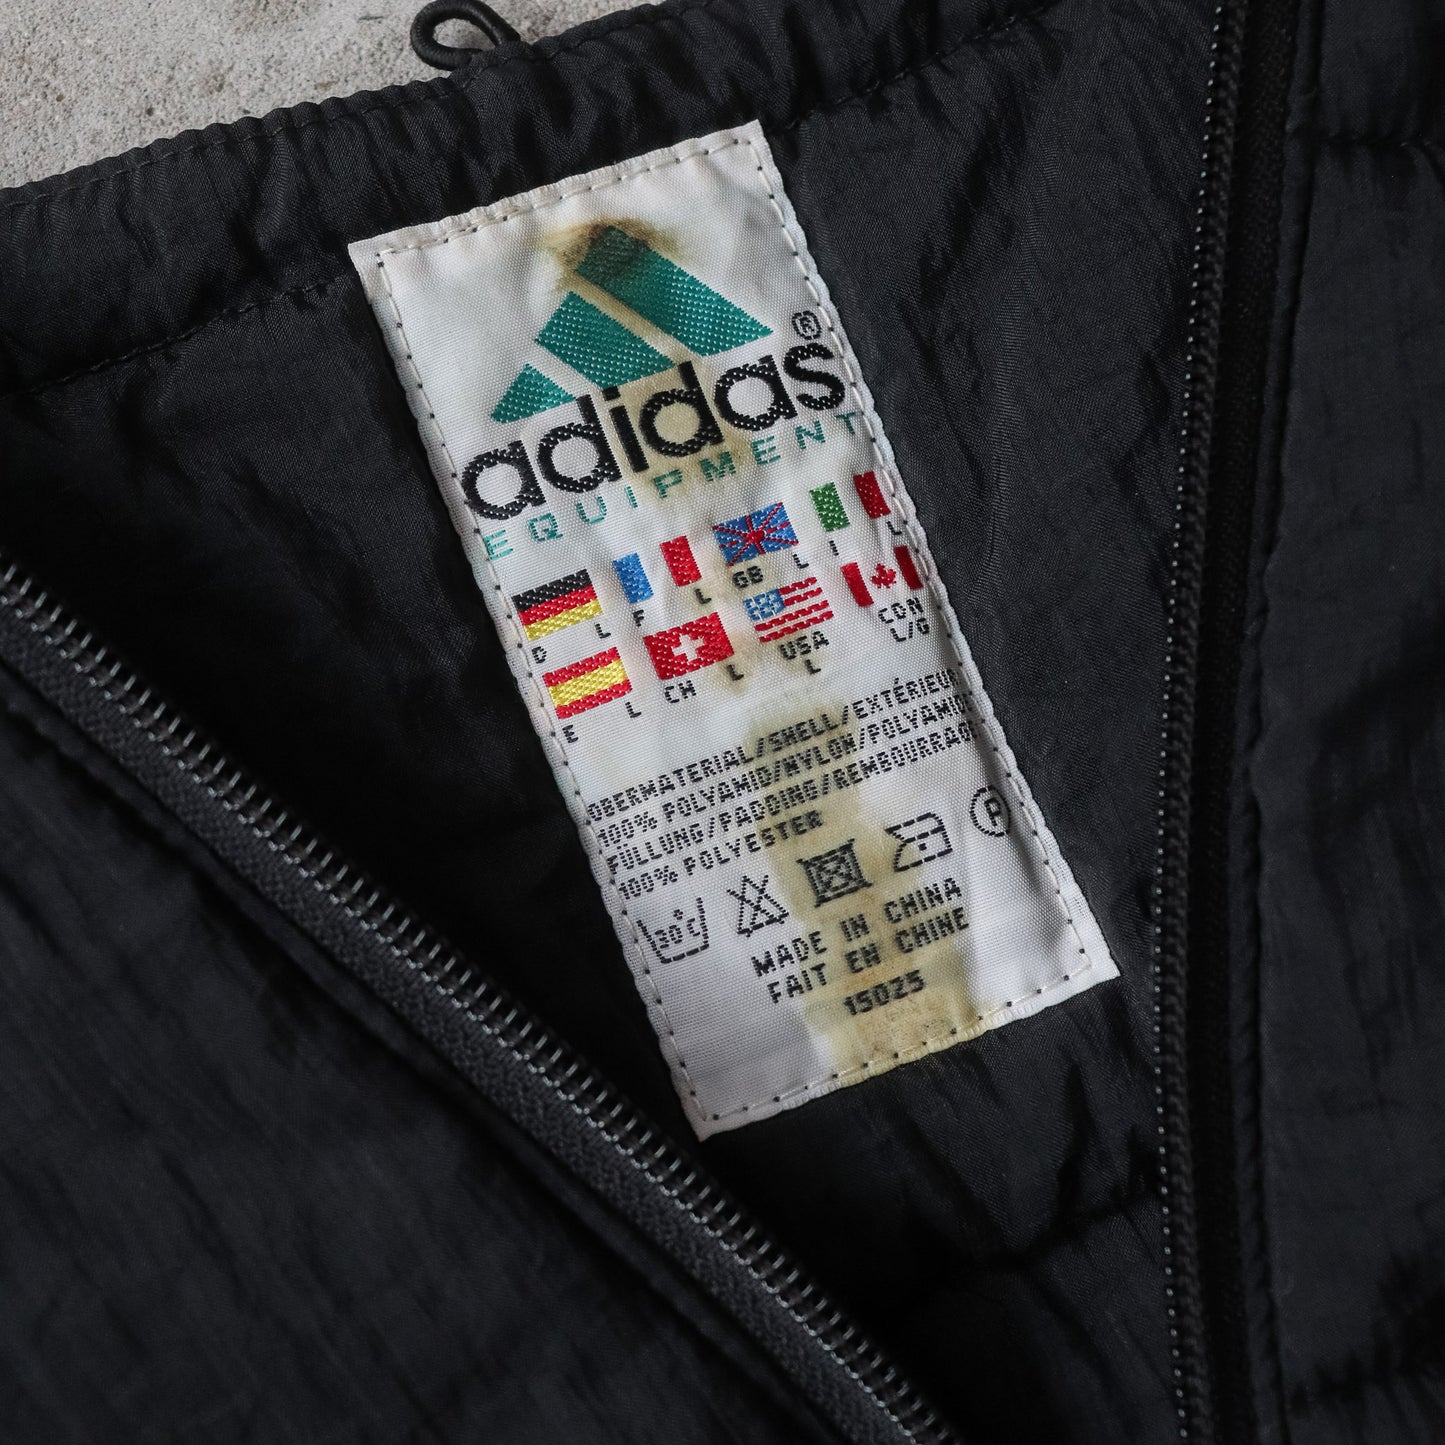 adidas®
EQUIPMENT
D L F L GB L I L
E L CH L USA L CDN L/G
OBERMATERIAL/SHELL/EXTÉRIEUR
100% POLYAMID/NYLON/POLYAMIDE
FÜLLUNG/PADDING/REMBOURRAGE
100% POLYESTER
30°C P
MADE IN CHINA
FAIT EN CHINE
15025